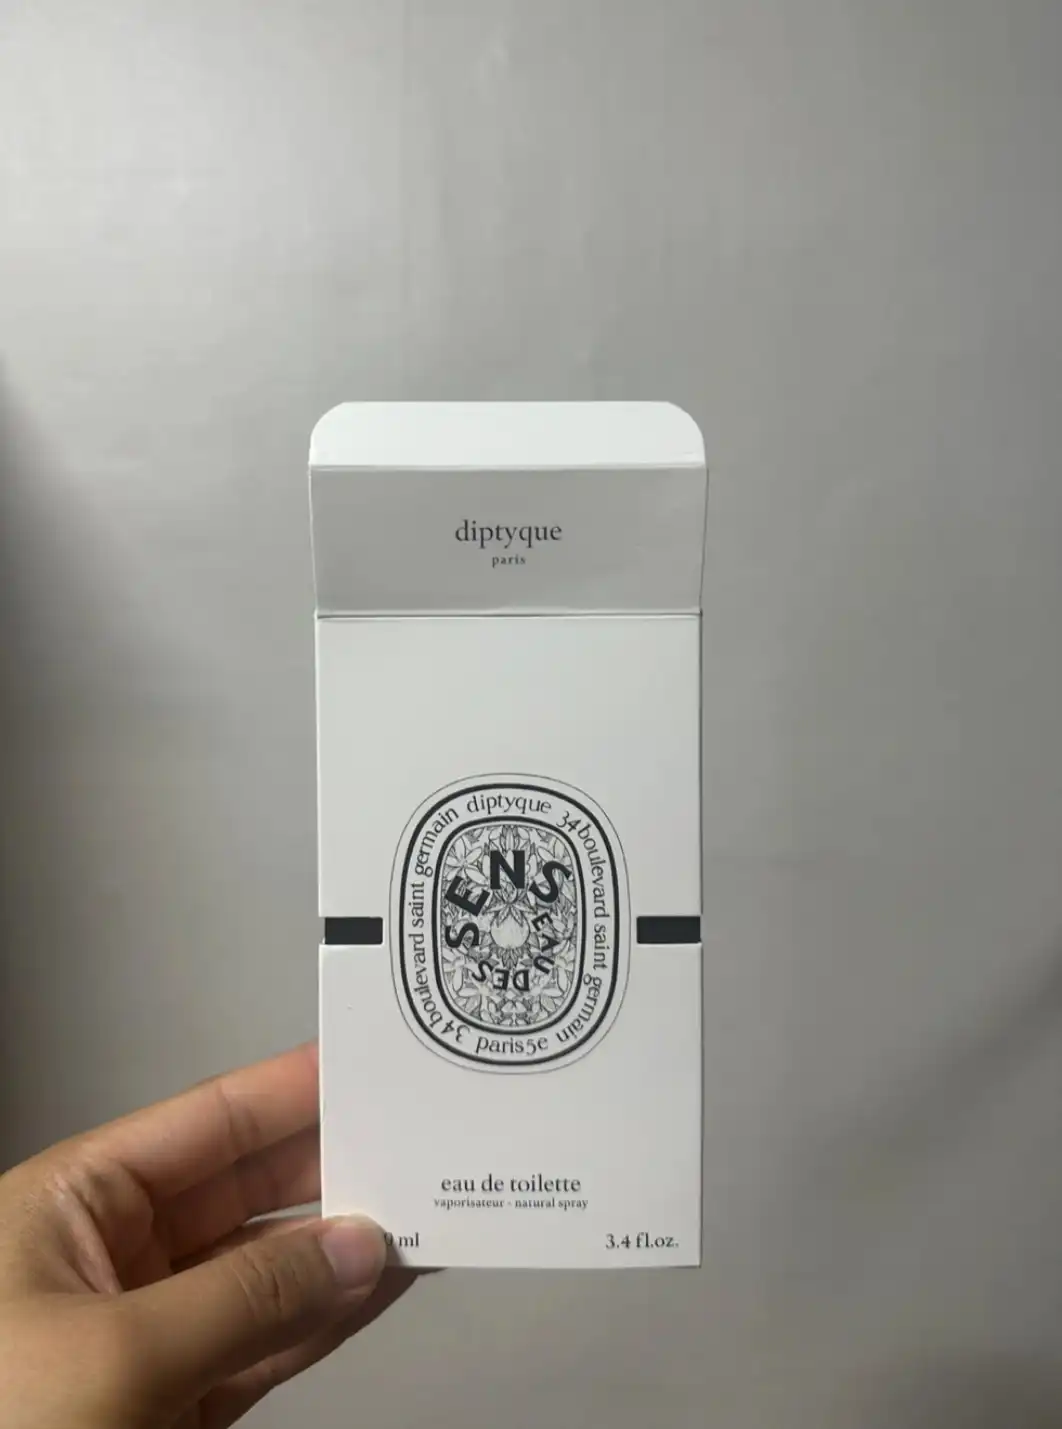 diptyque
paris
diptyque 34 boulevard saint germain paris 5e 34 boulevard saint germain
EAU DES SENS
eau de toilette
vaporisateur - natural spray
ml
3.4 fl.oz.